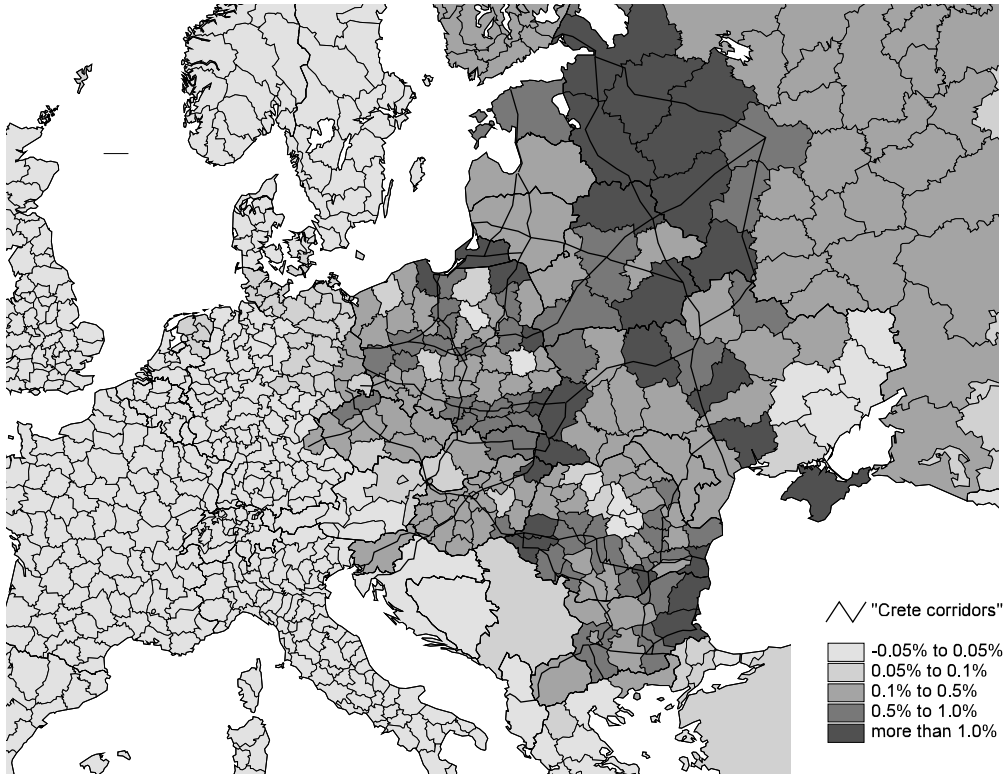 "Crete corridors"
-0.05% to 0.05%
0.05% to 0.1%
0.1% to 0.5%
0.5% to 1.0%
more than 1.0%